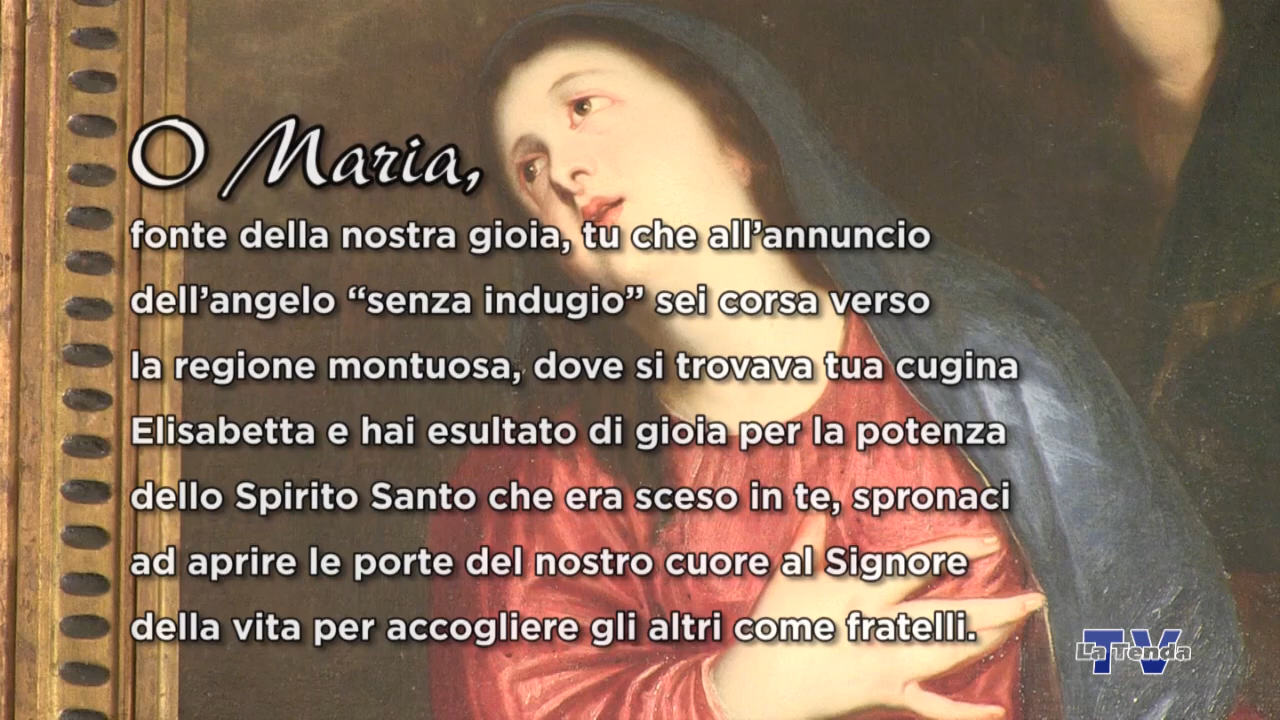 O Maria,
fonte della nostra gioia, tu che all’annuncio
dell’angelo “senza indugio” sei corsa verso
la regione montuosa, dove si trovava tua cugina
Elisabetta e hai esultato di gioia per la potenza
dello Spirito Santo che era sceso in te, spronaci
ad aprire le porte del nostro cuore al Signore
della vita per accogliere gli altri come fratelli.
TV
La Tenda